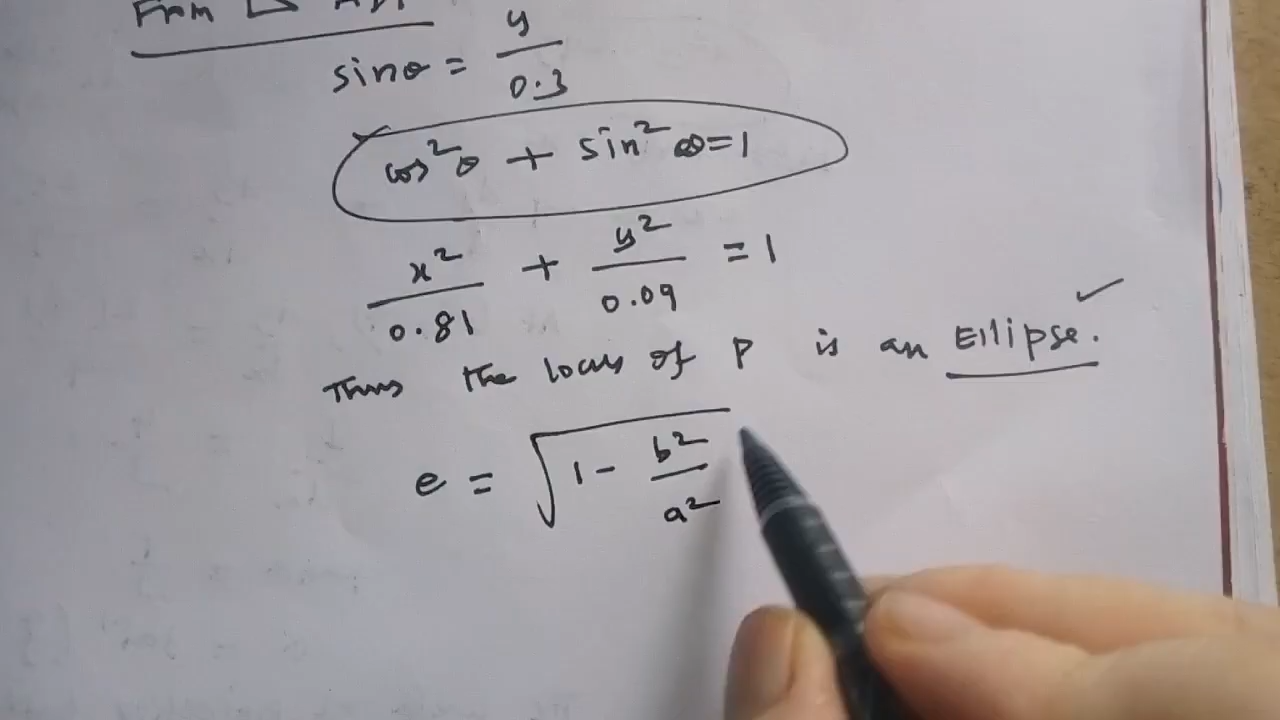 From △
sinθ = y/0.3
cos²θ + sin²θ=1
x²/0.81 + y²/0.09 = 1
Thus the locus of P is an Ellipse.
e = √(1 - b²/a²)